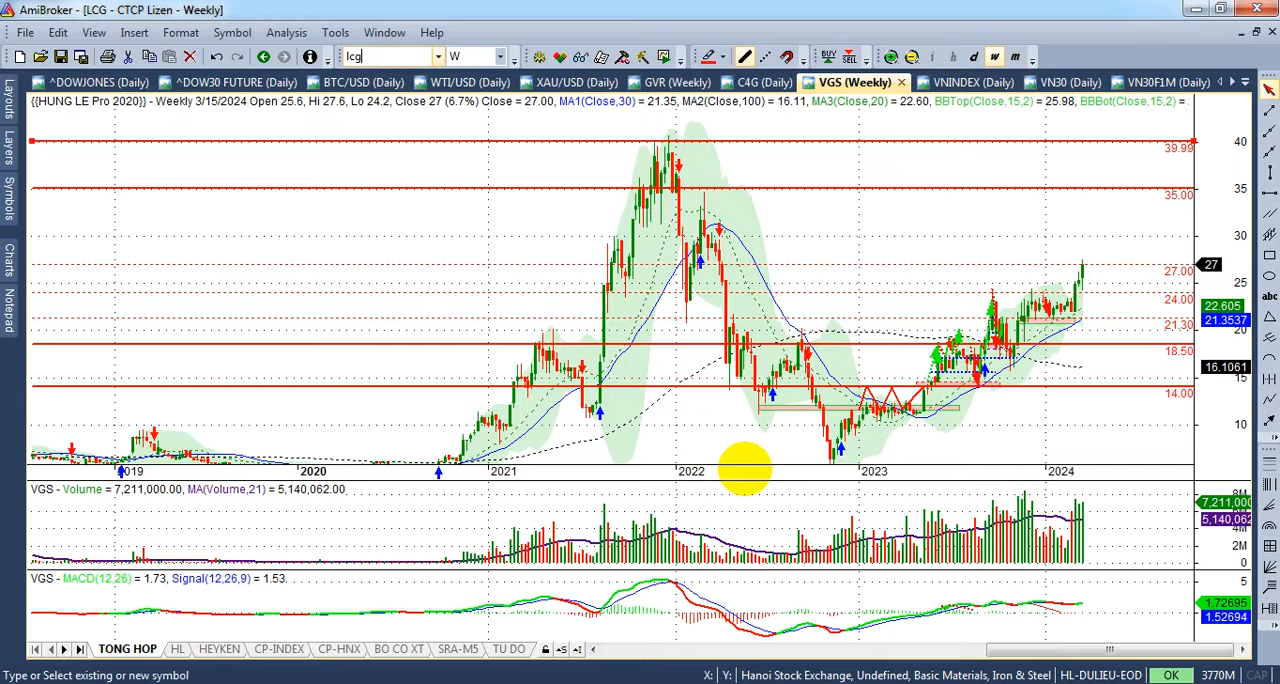 AmiBroker - [LCG - CTCP Lizen - Weekly]
File Edit View Insert Format Symbol Analysis Tools Window Help
lcg W BUY SELL h d w m
^DOWJONES (Daily) ^DOW30 FUTURE (Daily) BTC/USD (Daily) WTI/USD (Daily) XAU/USD (Daily) GVR (Weekly) C4G (Daily) VGS (Weekly) VNINDEX (Daily) VN30 (Daily) VN30F1M (Daily)
Layouts
Layers
Symbols
Charts
Notepad
{{HUNG LE Pro 2020}} - Weekly 3/15/2024 Open 25.6, Hi 27.6, Lo 24.2, Close 27 (6.7%) Close = 27.00, MA1(Close,30) = 21.35, MA2(Close,100) = 16.11, MA3(Close,20) = 22.60, BBTop(Close,15,2) = 25.98, BBBot(Close,15,2) = .
40
39.99
35
35.00
30
27
27.00
25
24.00
22.605
21.3537
21.30
20
18.50
16.1061
15
14.00
10
2019 2020 2021 2022 2023 2024
VGS - Volume = 7,211,000.00, MA(Volume,21) = 5,140,062.00
7,211,000
5,140,062
2M
0
VGS - MACD(12,26) = 1.73, Signal(12,26,9) = 1.53
5
1.72695
1.52694
abc
TONG HOP HL HEYKEN CP-INDEX CP-HNX BO CO XT SRA-M5 TU DO
Type or Select existing or new symbol X: Y: Hanoi Stock Exchange, Undefined, Basic Materials, Iron & Steel HL-DULIEU-EOD OK 3770M CAP